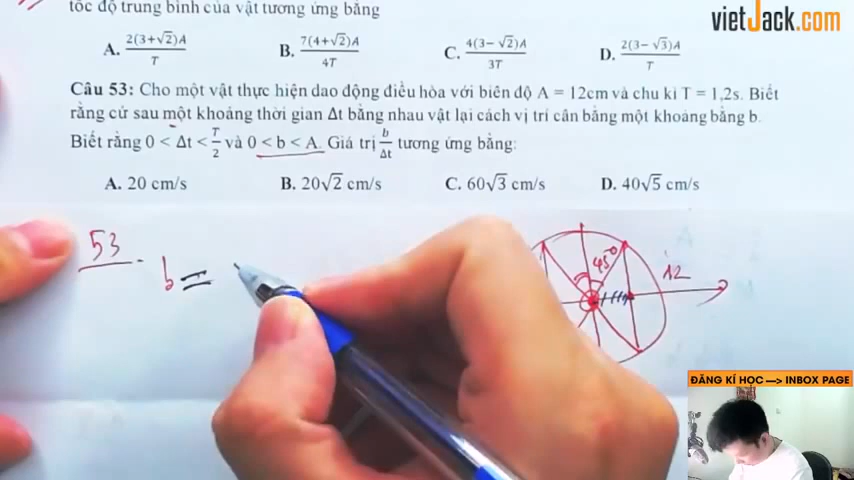 tốc độ trung bình của vật tương ứng bằng
vietJack.com
A. 2(3+√2)A/T B. 7(4+√2)A/4T C. 4(3−√2)A/3T D. 2(3−√3)A/T
Câu 53: Cho một vật thực hiện dao động điều hòa với biên độ A = 12cm và chu kì T = 1,2s. Biết
rằng cứ sau một khoảng thời gian Δt bằng nhau vật lại cách vị trí cân bằng một khoảng bằng b.
Biết rằng 0 < Δt < T/2 và 0 < b < A. Giá trị b/Δt tương ứng bằng:
A. 20 cm/s B. 20√2 cm/s C. 60√3 cm/s D. 40√5 cm/s
53
b =
45°
12
ĐĂNG KÍ HỌC —> INBOX PAGE